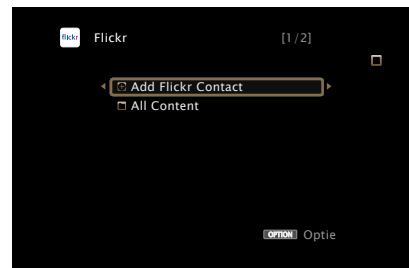 flickr Flickr [1/2]
Add Flickr Contact
All Content
OPTION Optie